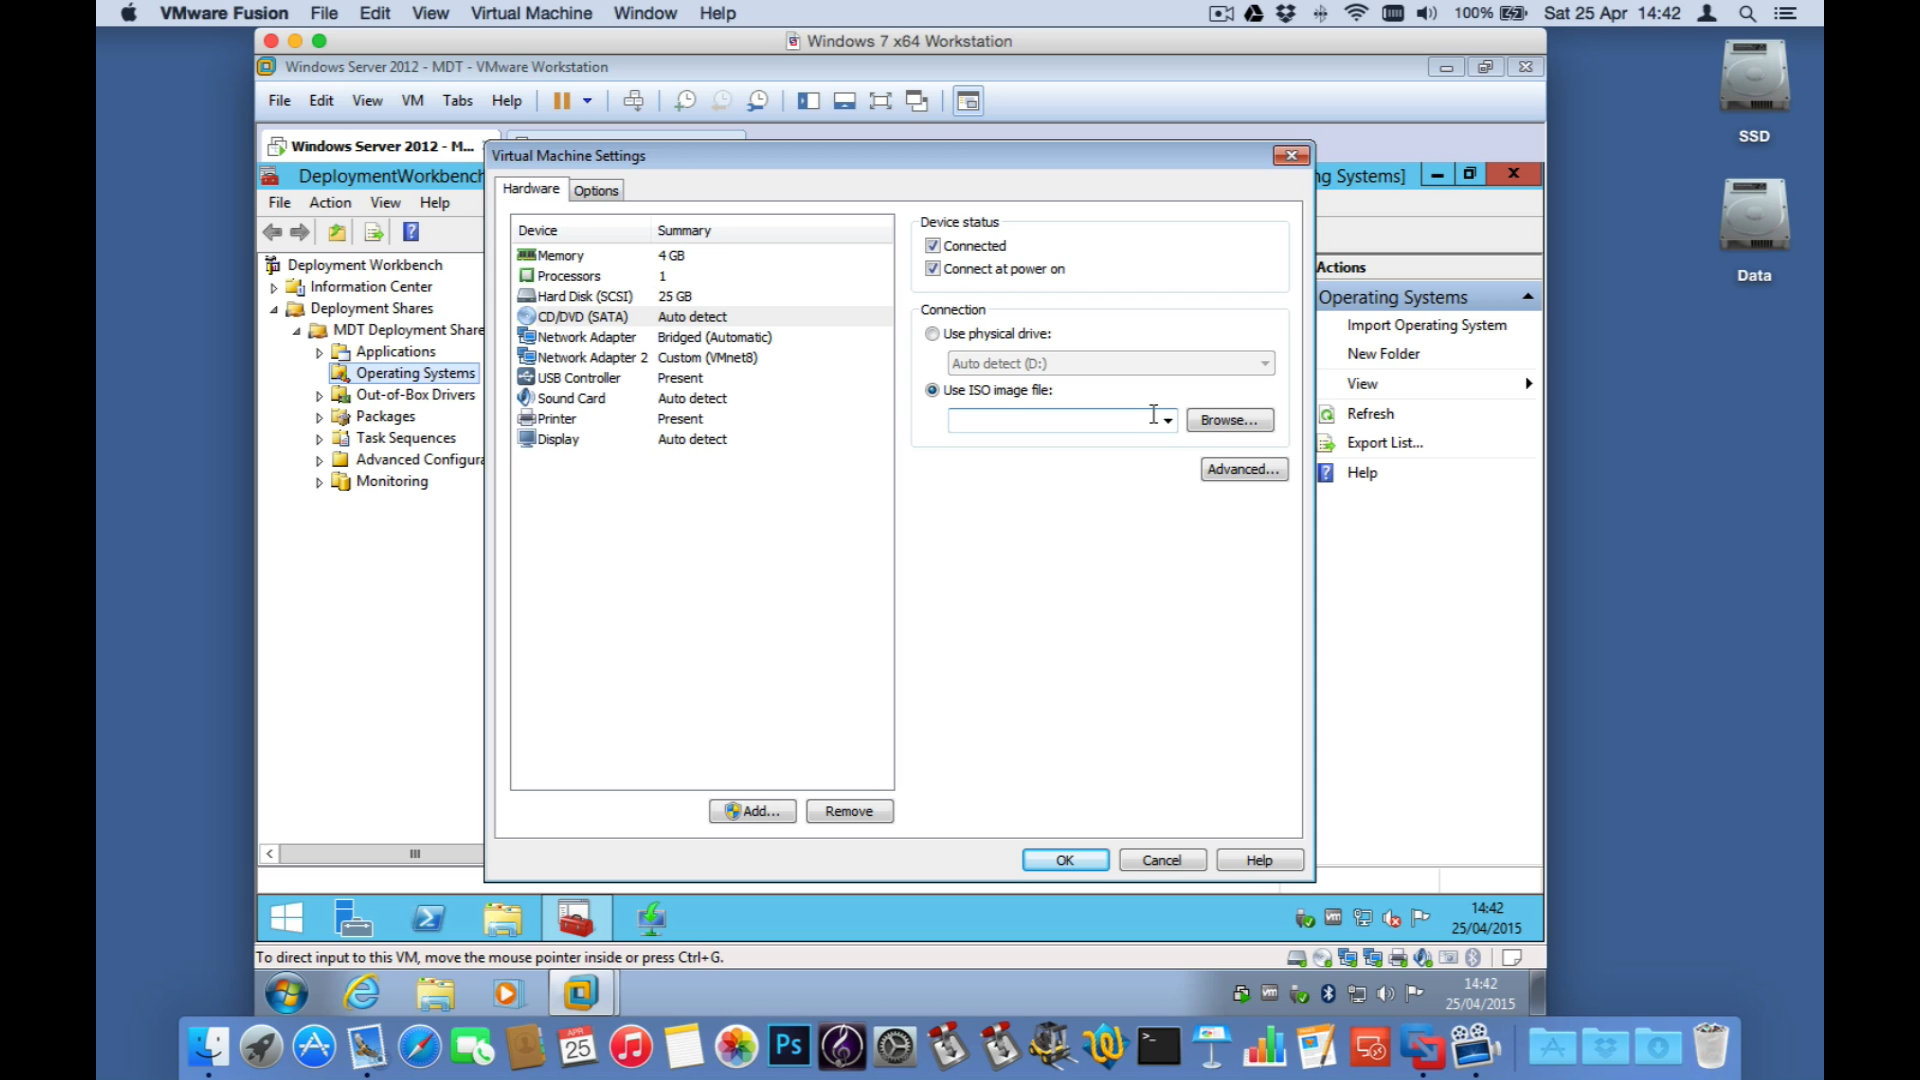 VMware Fusion File Edit View Virtual Machine Window Help 100% Sat 25 Apr 14:42
Windows 7 x64 Workstation
Windows Server 2012 - MDT - VMware Workstation
File Edit View VM Tabs Help
Windows Server 2012 - M...
Virtual Machine Settings
DeploymentWorkbench
ng Systems]
Hardware Options
File Action View Help
Device Summary
Memory 4 GB
Processors 1
Hard Disk (SCSI) 25 GB
CD/DVD (SATA) Auto detect
Network Adapter Bridged (Automatic)
Network Adapter 2 Custom (VMnet8)
USB Controller Present
Sound Card Auto detect
Printer Present
Display Auto detect
Add... Remove
Device status
Connected
Connect at power on
Connection
Use physical drive:
Auto detect (D:)
Use ISO image file:
Browse...
Advanced...
OK Cancel Help
Deployment Workbench
Information Center
Deployment Shares
MDT Deployment Share
Applications
Operating Systems
Out-of-Box Drivers
Packages
Task Sequences
Advanced Configura
Monitoring
Actions
Operating Systems
Import Operating System
New Folder
View
Refresh
Export List...
Help
SSD
Data
14:42
25/04/2015
To direct input to this VM, move the mouse pointer inside or press Ctrl+G.
14:42
25/04/2015
APR
25
Ps